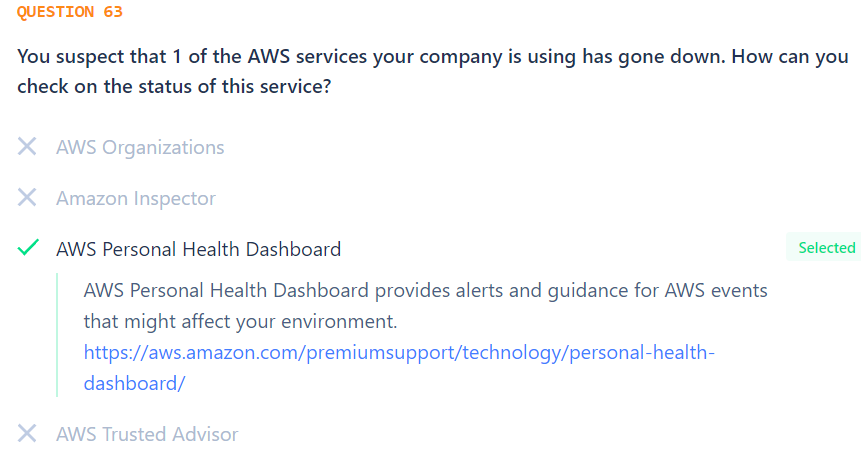 QUESTION 63
You suspect that 1 of the AWS services your company is using has gone down. How can you
check on the status of this service?
AWS Organizations
Amazon Inspector
AWS Personal Health Dashboard
Selected
AWS Personal Health Dashboard provides alerts and guidance for AWS events
that might affect your environment.
https://aws.amazon.com/premiumsupport/technology/personal-health-
dashboard/
AWS Trusted Advisor